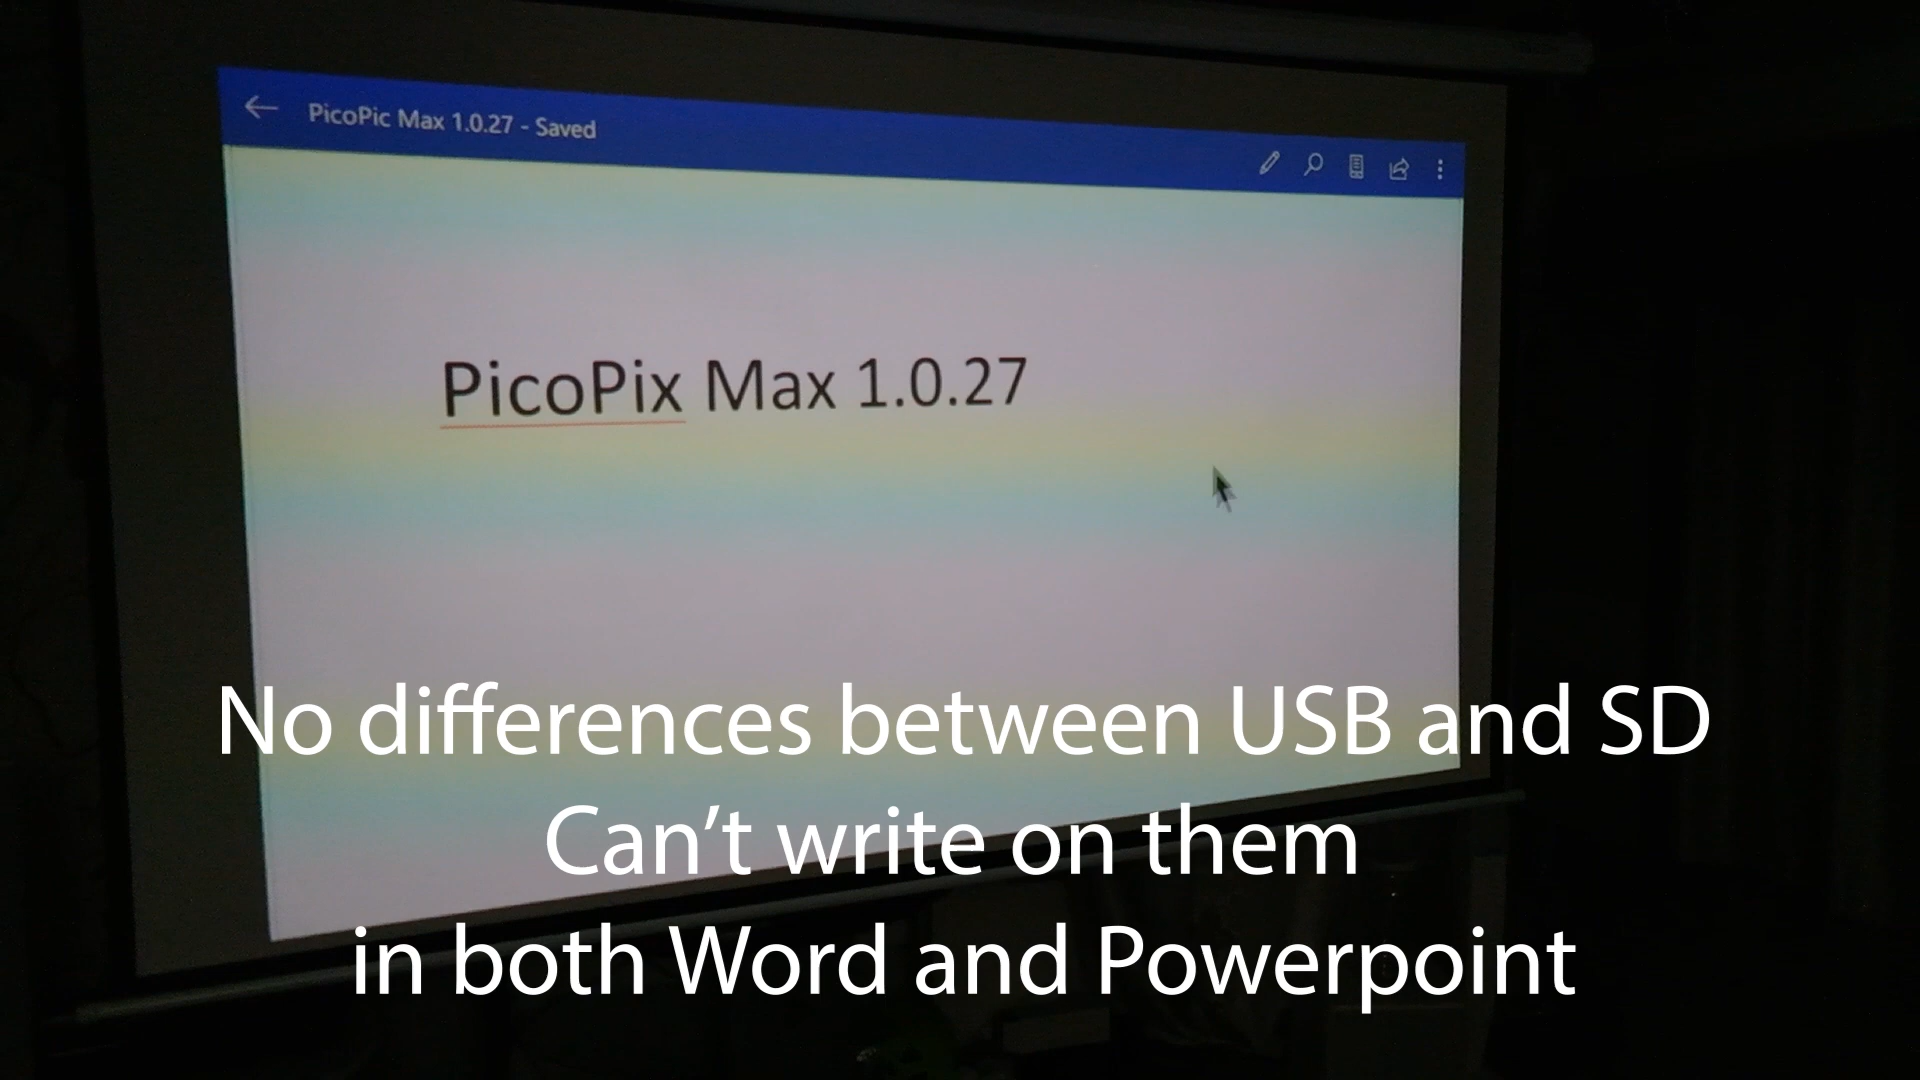 PicoPic Max 1.0.27 - Saved
PicoPix Max 1.0.27
No differences between USB and SD
Can’t write on them
in both Word and Powerpoint